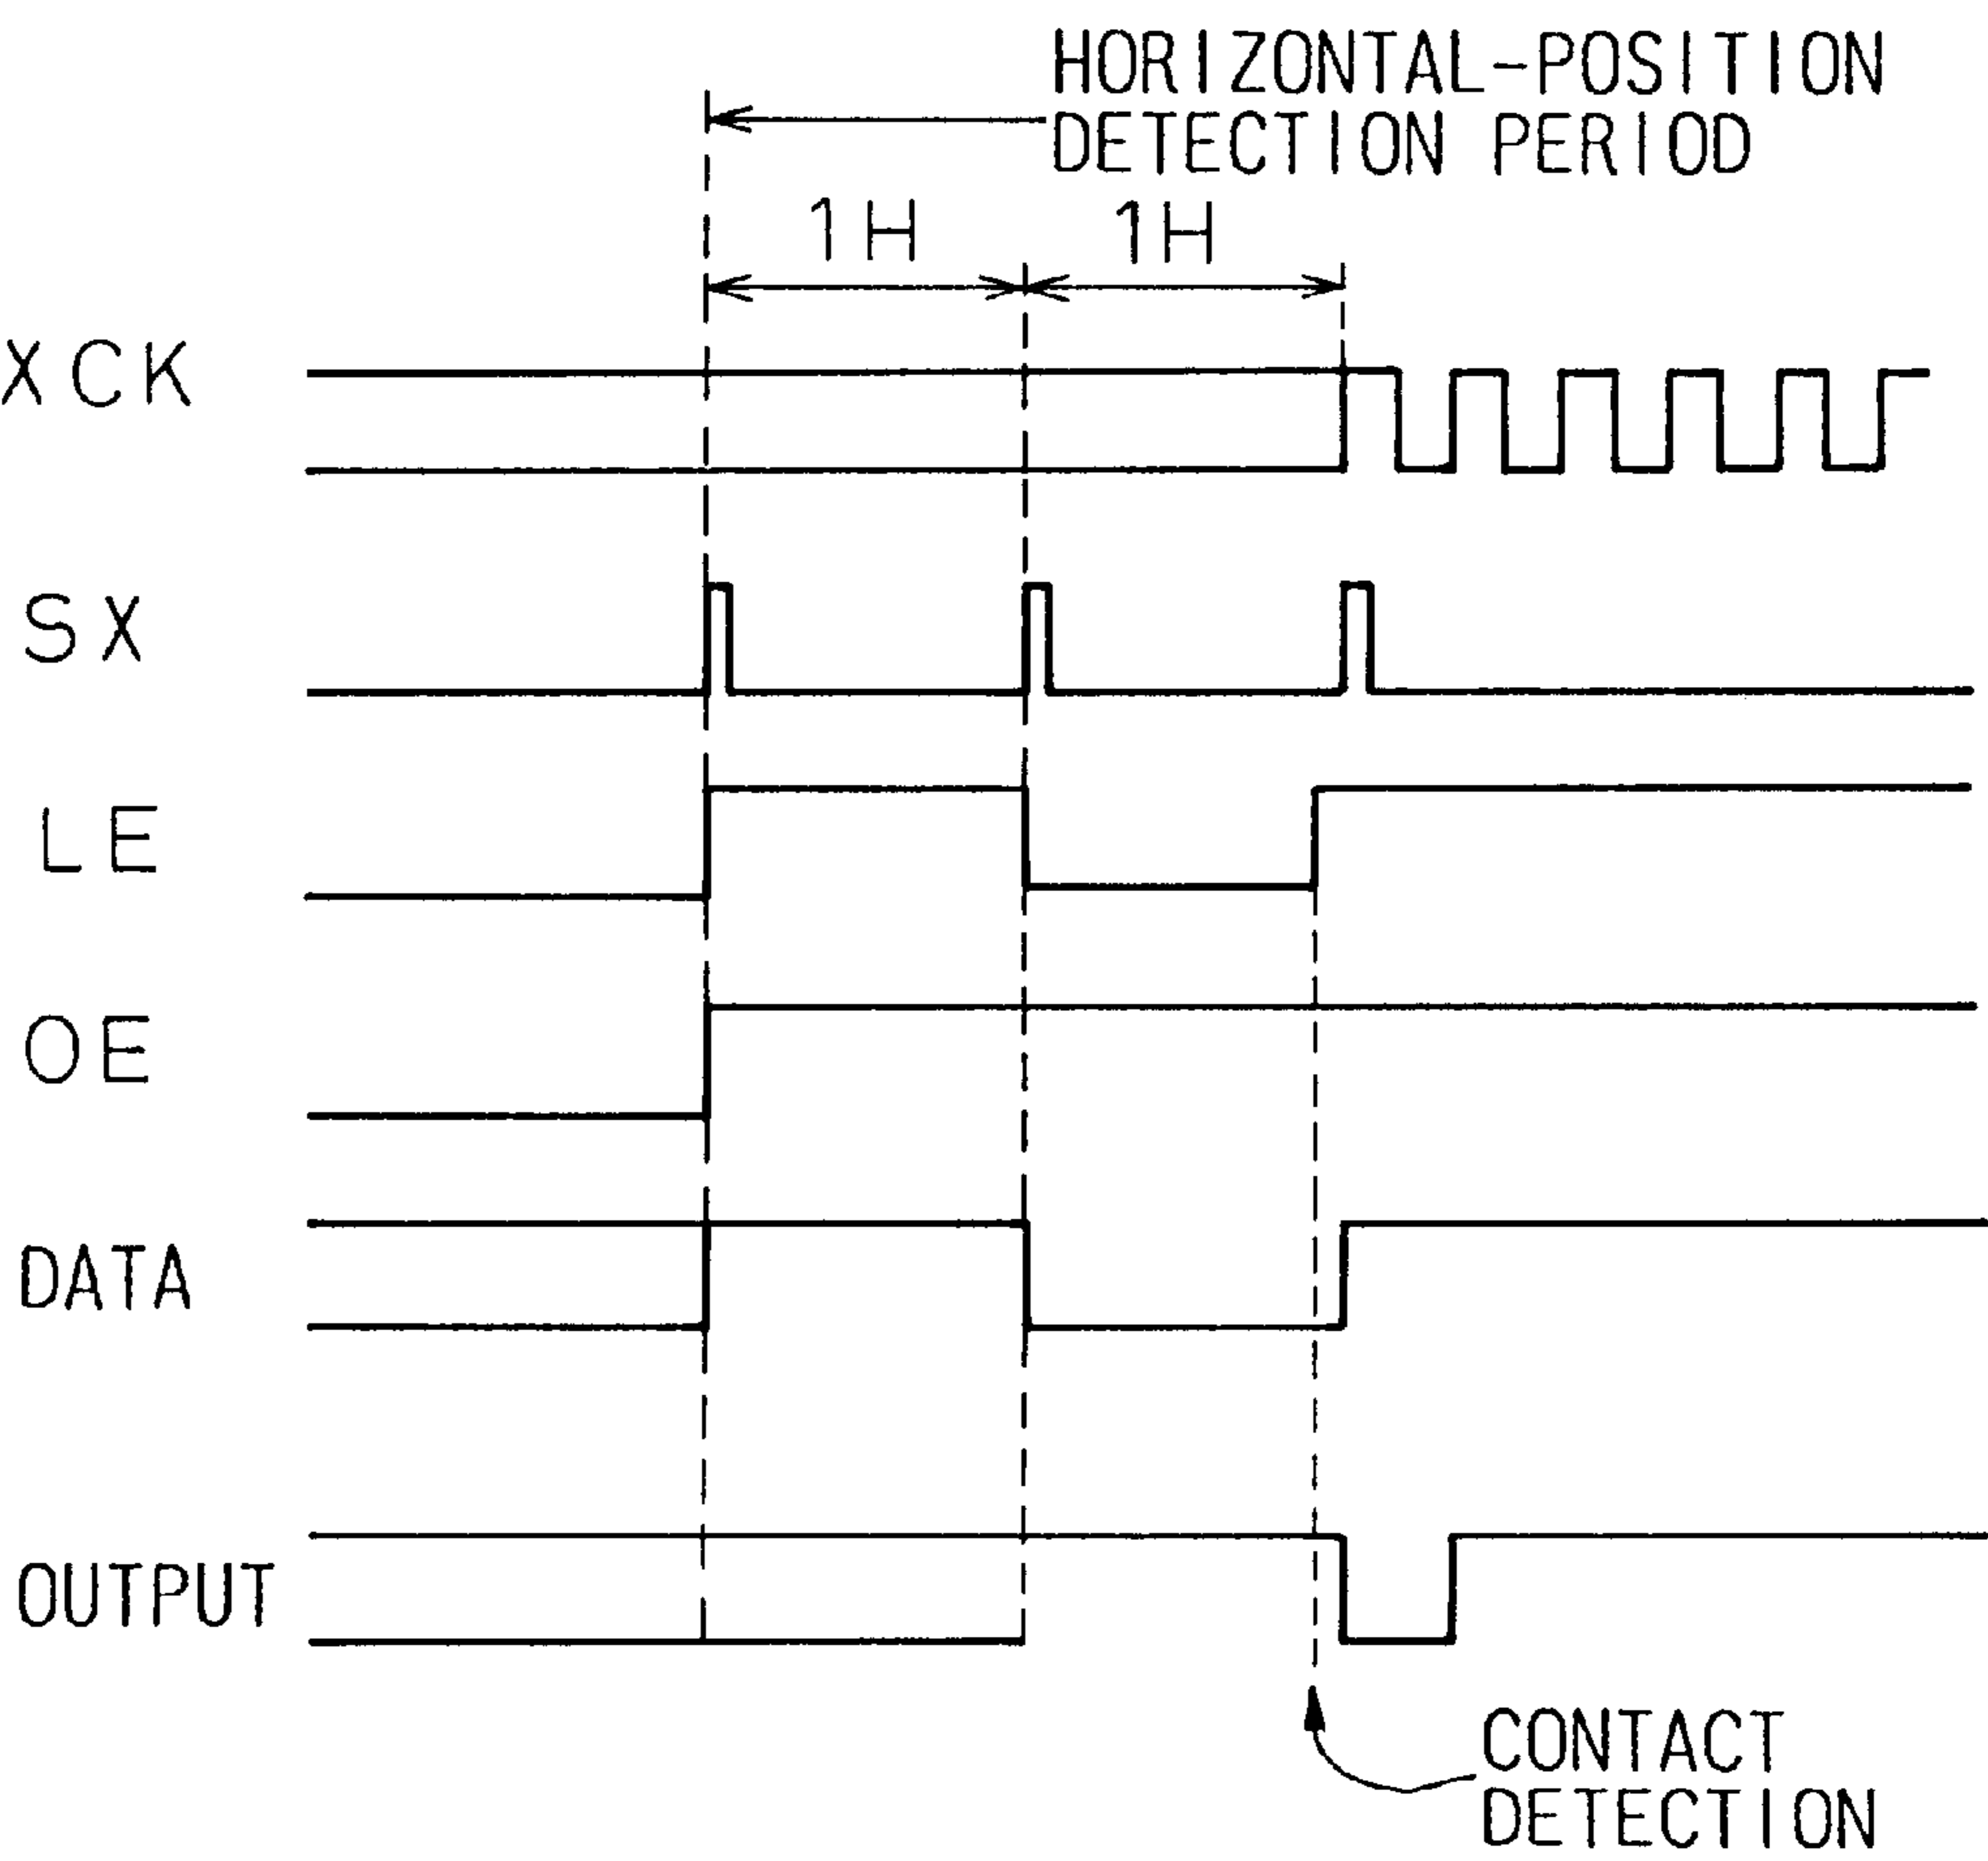 HORIZONTAL-POSITION
DETECTION PERIOD
1H 1H
XCK
SX
LE
OE
DATA
OUTPUT
CONTACT
DETECTION